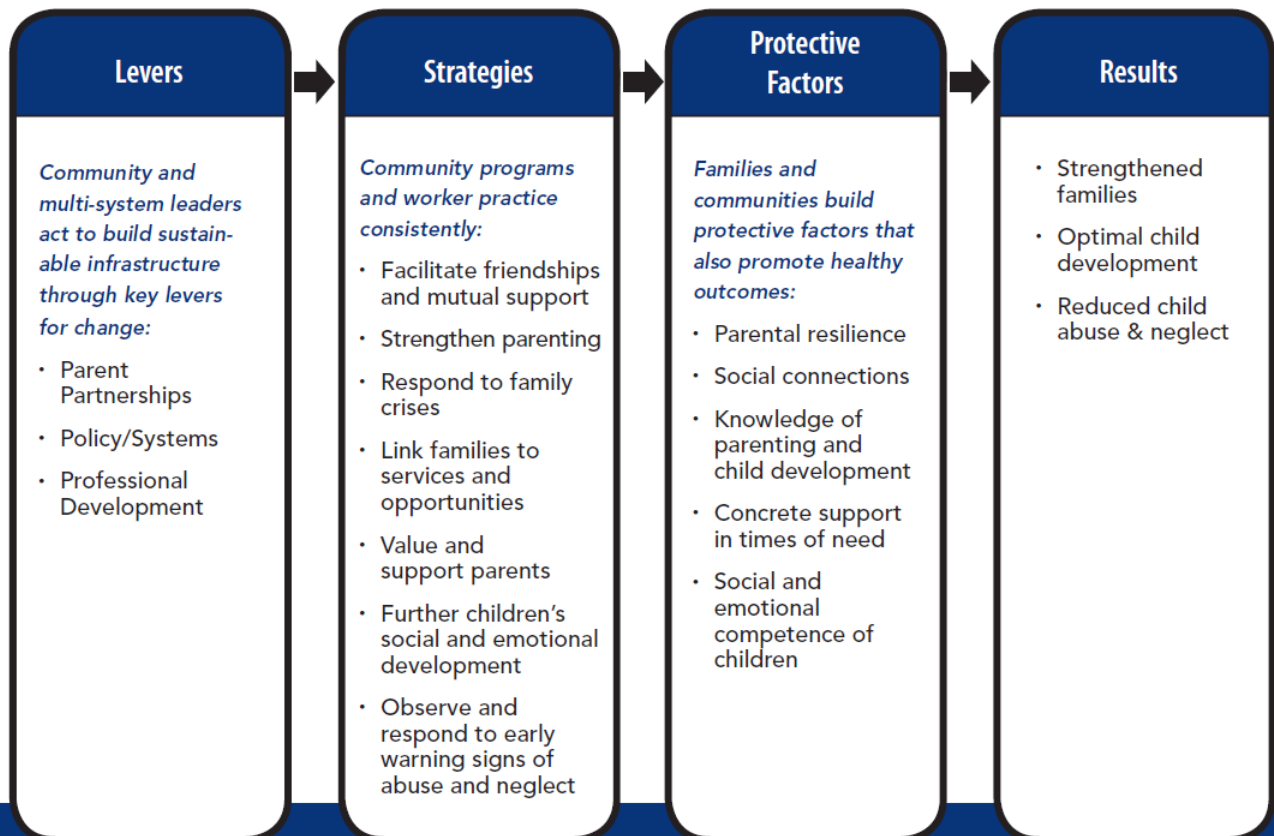 Levers
Community and
multi-system leaders
act to build sustain-
able infrastructure
through key levers
for change:
• Parent
Partnerships
• Policy/Systems
• Professional
Development
Strategies
Community programs
and worker practice
consistently:
• Facilitate friendships
and mutual support
• Strengthen parenting
• Respond to family
crises
• Link families to
services and
opportunities
• Value and
support parents
• Further children’s
social and emotional
development
• Observe and
respond to early
warning signs of
abuse and neglect
Protective
Factors
Families and
communities build
protective factors that
also promote healthy
outcomes:
• Parental resilience
• Social connections
• Knowledge of
parenting and
child development
• Concrete support
in times of need
• Social and
emotional
competence of
children
Results
• Strengthened
families
• Optimal child
development
• Reduced child
abuse & neglect